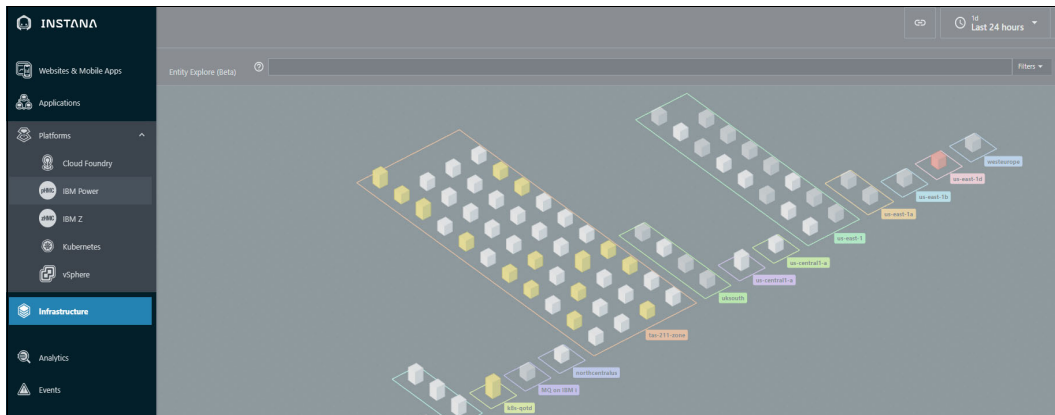 INSTANA
1d
Last 24 hours
Websites & Mobile Apps
Entity Explore (Beta)
Filters
Applications
Platforms
Cloud Foundry
pHMC
IBM Power
zHMC
IBM Z
Kubernetes
vSphere
Infrastructure
Analytics
Events
westeurope
us-east-1d
us-east-1b
us-east-1a
us-east-1
us-central1-a
us-central1-a
uksouth
tas-211-zone
northcentralus
MQ on IBM i
k8s-qotd